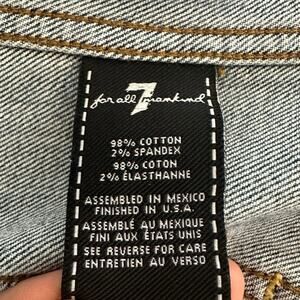 7
for all mankind
98% COTTON
2% SPANDEX
98% COTON
2% ÉLASTHANNE
ASSEMBLED IN MEXICO
FINISHED IN U.S.A.
ASSEMBLÉ AU MEXIQUE
FINI AUX ÉTATS UNIS
SEE REVERSE FOR CARE
ENTRETIEN AU VERSO